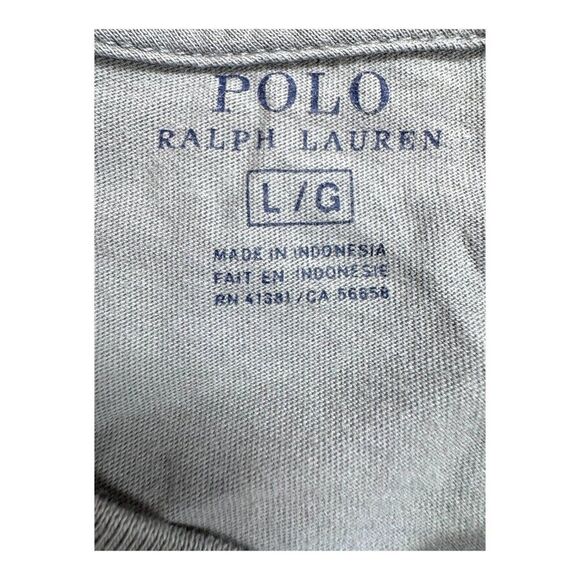 POLO
RALPH LAUREN
L/G
MADE IN INDONESIA
FAIT EN INDONESIE
RN 41381/CA 56658